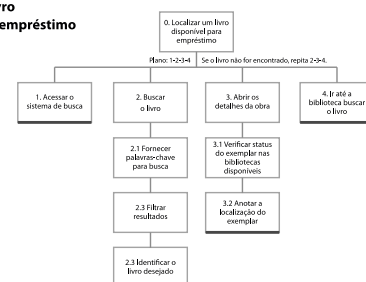 vro
empréstimo
0. Localizar um livro
disponível para
empréstimo
Plano: 1-2-3-4
Se o livro não for encontrado, repita 2-3-4.
1. Acessar o
sistema de busca
2. Buscar
o livro
3. Abrir os
detalhes da obra
4. Ir até a
biblioteca buscar
o livro
2.1 Fornecer
palavras-chave
para busca
3.1 Verificar status
do exemplar nas
bibliotecas
disponíveis
2.3 Filtrar
resultados
3.2 Anotar a
localização do
exemplar
2.3 Identificar o
livro desejado